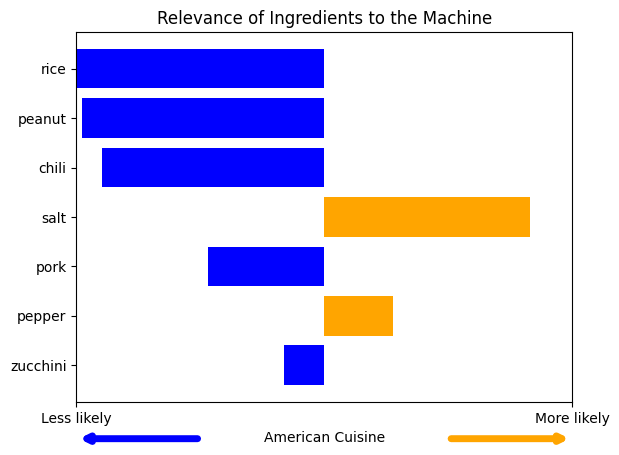 Relevance of Ingredients to the Machine
rice
peanut
chili
salt
pork
pepper
zucchini
Less likely
More likely
American Cuisine